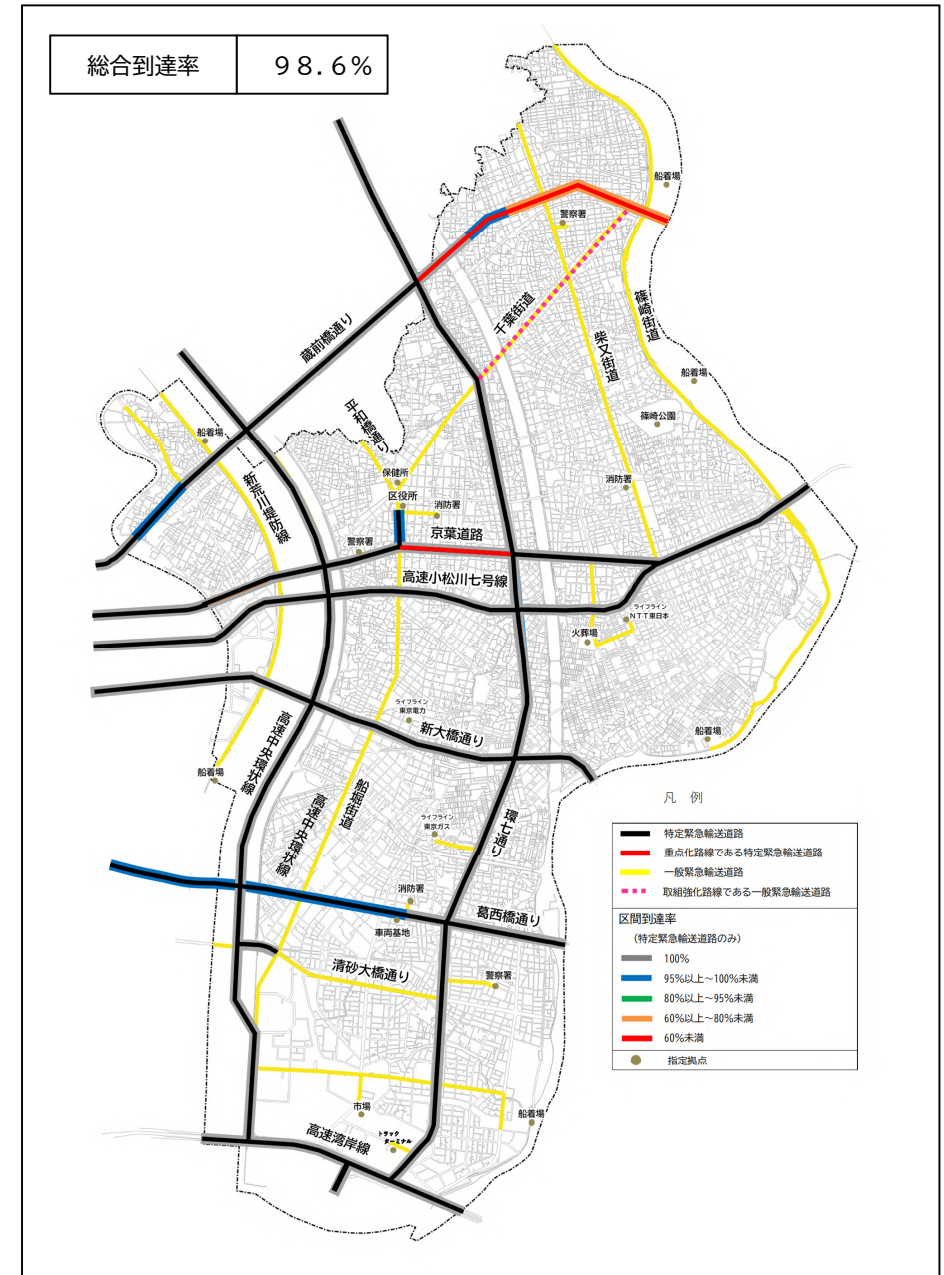 総合到達率
98.6%
船着場
警察署
千葉街道
篠崎街道
蔵前橋通り
柴又街道
船着場
平和橋通り
篠崎公園
船着場
新荒川堤防線
保健所
区役所
消防署
消防署
京葉道路
警察署
高速小松川七号線
ライフライン
NTT東日本
火葬場
ライフライン
東京電力
新大橋通り
船着場
高速中央環状線
船着場
船堀街道
高速中央環状線
環七通り
ライフライン
東京ガス
消防署
葛西橋通り
車両基地
清砂大橋通り
警察署
市場
船着場
トラック
ターミナル
高速湾岸線
凡 例
特定緊急輸送道路
重点化路線である特定緊急輸送道路
一般緊急輸送道路
取組強化路線である一般緊急輸送道路
区間到達率
(特定緊急輸送道路のみ)
100%
95%以上~100%未満
80%以上~95%未満
60%以上~80%未満
60%未満
指定拠点